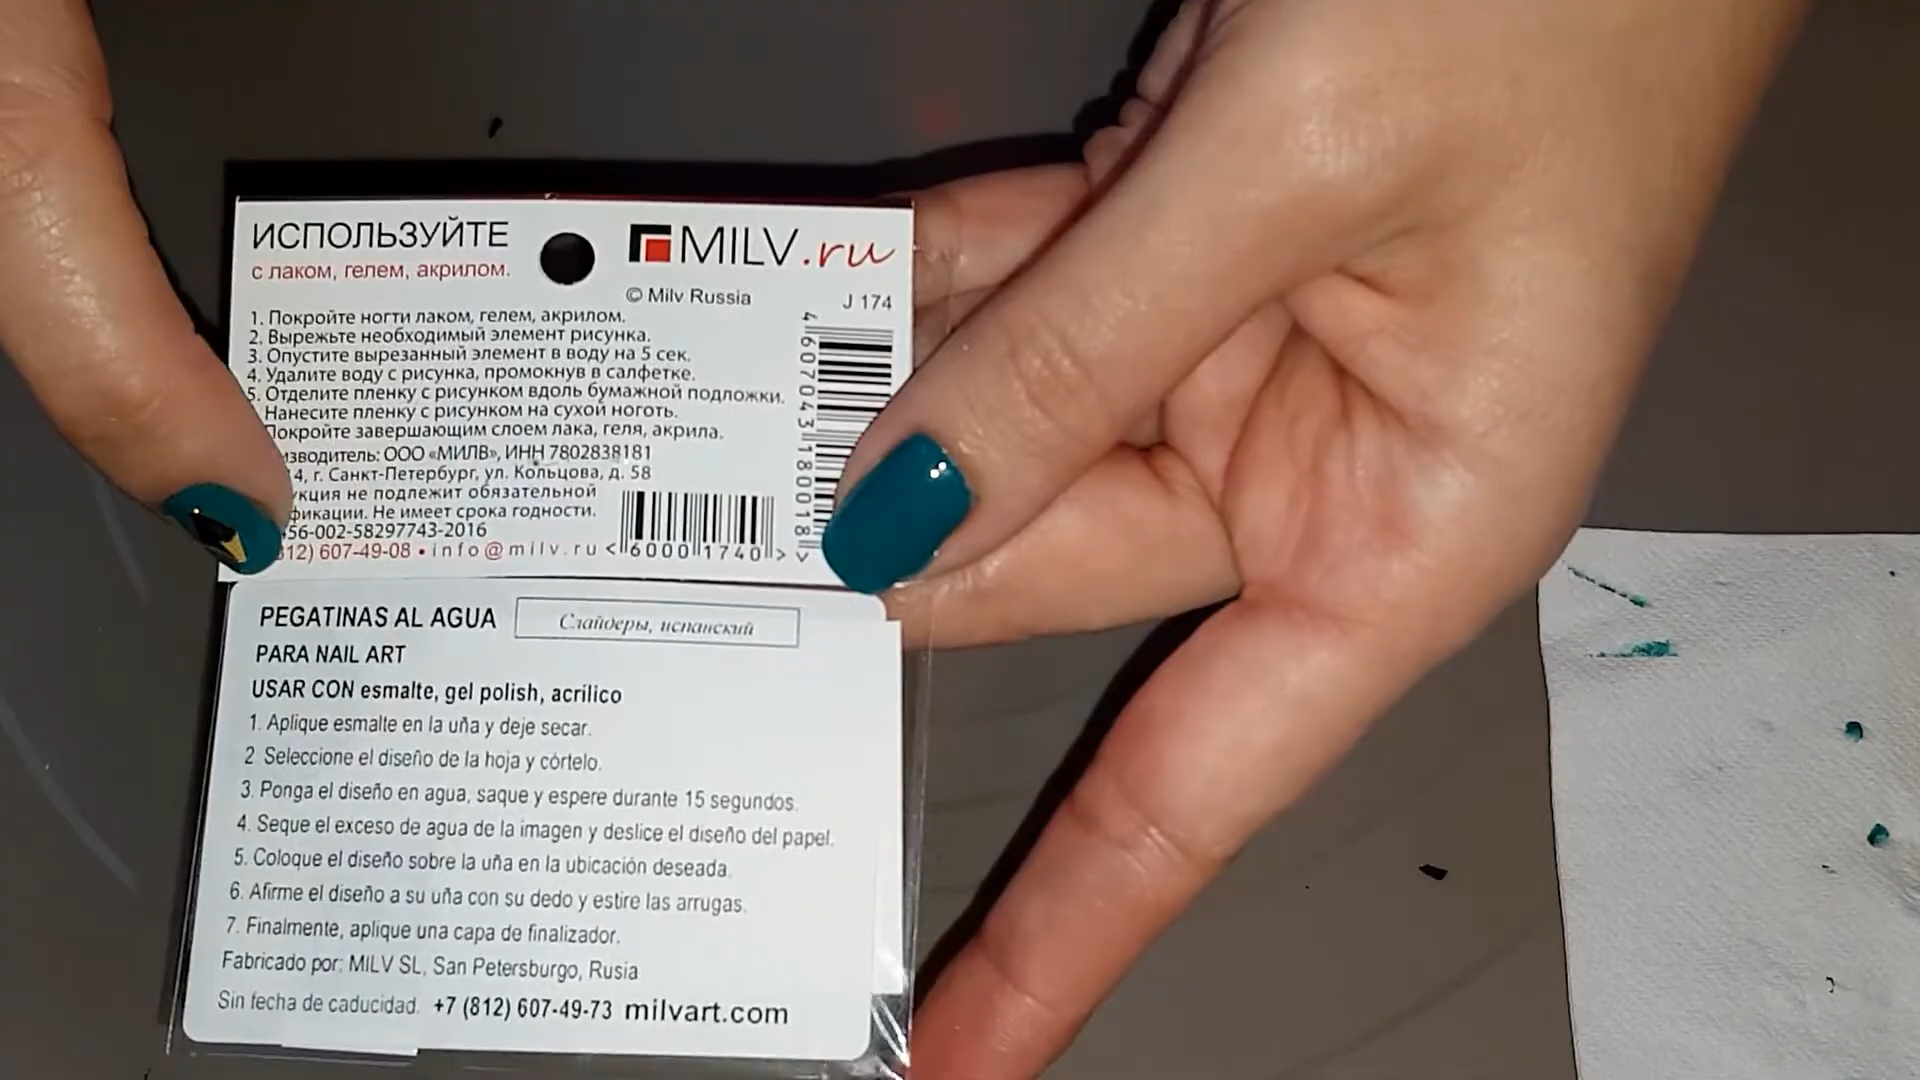 ИСПОЛЬЗУЙТЕ
с лаком, гелем, акрилом.
MILV.ru
© Milv Russia
J 174
1. Покройте ногти лаком, гелем, акрилом.
2. Вырежьте необходимый элемент рисунка.
3. Опустите вырезанный элемент в воду на 5 сек.
4. Удалите воду с рисунка, промокнув в салфетке.
5. Отделите пленку с рисунком вдоль бумажной подложки.
Нанесите пленку с рисунком на сухой ноготь.
Покройте завершающим слоем лака, геля, акрила.
ООО «МИЛВ», ИНН 7802838181
г. Санкт-Петербург, ул. Кольцова, д. 58
не подлежит обязательной
Не имеет срока годности.
56-002-58297743-2016
812) 607-49-08 • info@milv.ru
<60001740>
4 607043 180018 >
PEGATINAS AL AGUA
Слайдеры, испанский
PARA NAIL ART
USAR CON esmalte, gel polish, acrílico
1. Aplique esmalte en la uña y deje secar.
2 Seleccione el diseño de la hoja y córtelo.
3. Ponga el diseño en agua, saque y espere durante 15 segundos.
4. Seque el exceso de agua de la imagen y deslice el diseño del papel.
5. Coloque el diseño sobre la uña en la ubicación deseada.
6. Afirme el diseño a su uña con su dedo y estire las arrugas.
7. Finalmente, aplique una capa de finalizador.
Fabricado por: MILV SL, San Petersburgo, Rusia
Sin fecha de caducidad. +7 (812) 607-49-73 milvart.com